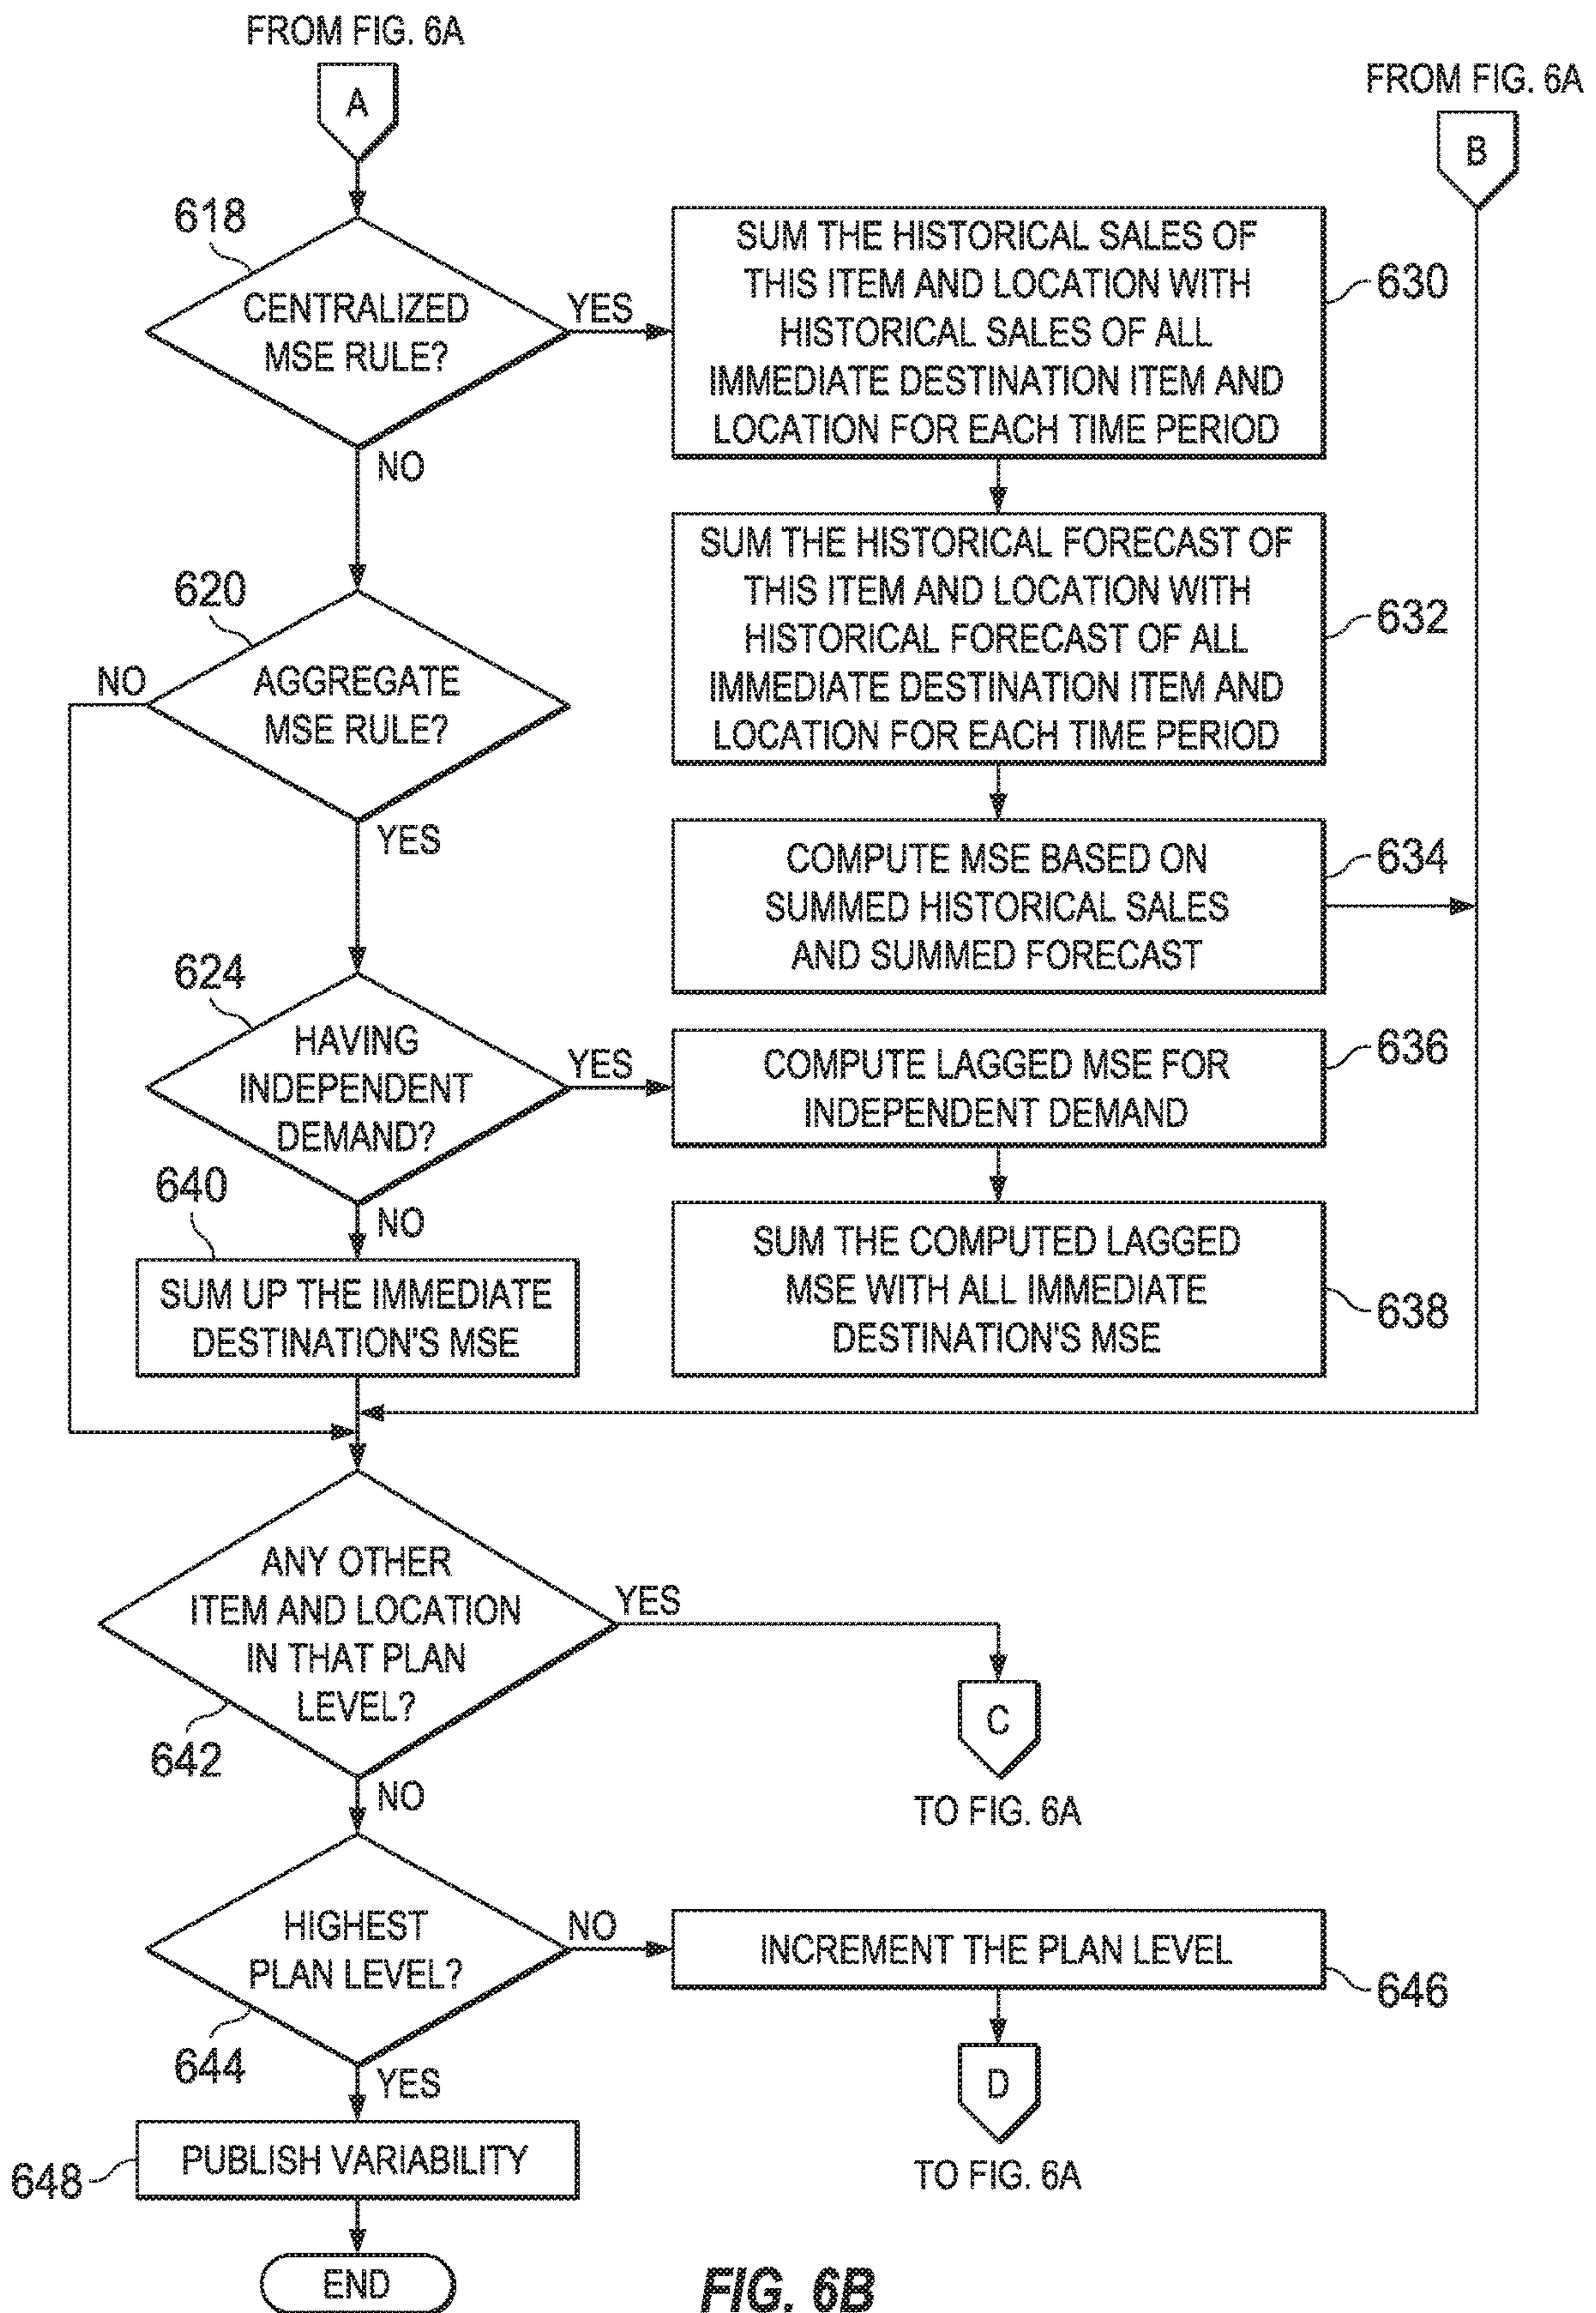 FROM FIG. 6A
A
FROM FIG. 6A
B
618
CENTRALIZED
MSE RULE?
YES
NO
SUM THE HISTORICAL SALES OF
THIS ITEM AND LOCATION WITH
HISTORICAL SALES OF ALL
IMMEDIATE DESTINATION ITEM AND
LOCATION FOR EACH TIME PERIOD
630
SUM THE HISTORICAL FORECAST OF
THIS ITEM AND LOCATION WITH
HISTORICAL FORECAST OF ALL
IMMEDIATE DESTINATION ITEM AND
LOCATION FOR EACH TIME PERIOD
632
620
NO
AGGREGATE
MSE RULE?
YES
COMPUTE MSE BASED ON
SUMMED HISTORICAL SALES
AND SUMMED FORECAST
634
624
HAVING
INDEPENDENT
DEMAND?
YES
NO
COMPUTE LAGGED MSE FOR
INDEPENDENT DEMAND
636
640
SUM UP THE IMMEDIATE
DESTINATION'S MSE
SUM THE COMPUTED LAGGED
MSE WITH ALL IMMEDIATE
DESTINATION'S MSE
638
ANY OTHER
ITEM AND LOCATION
IN THAT PLAN
LEVEL?
YES
642
NO
C
TO FIG. 6A
HIGHEST
PLAN LEVEL?
NO
644
YES
INCREMENT THE PLAN LEVEL
646
D
TO FIG. 6A
PUBLISH VARIABILITY
648
END
FIG. 6B